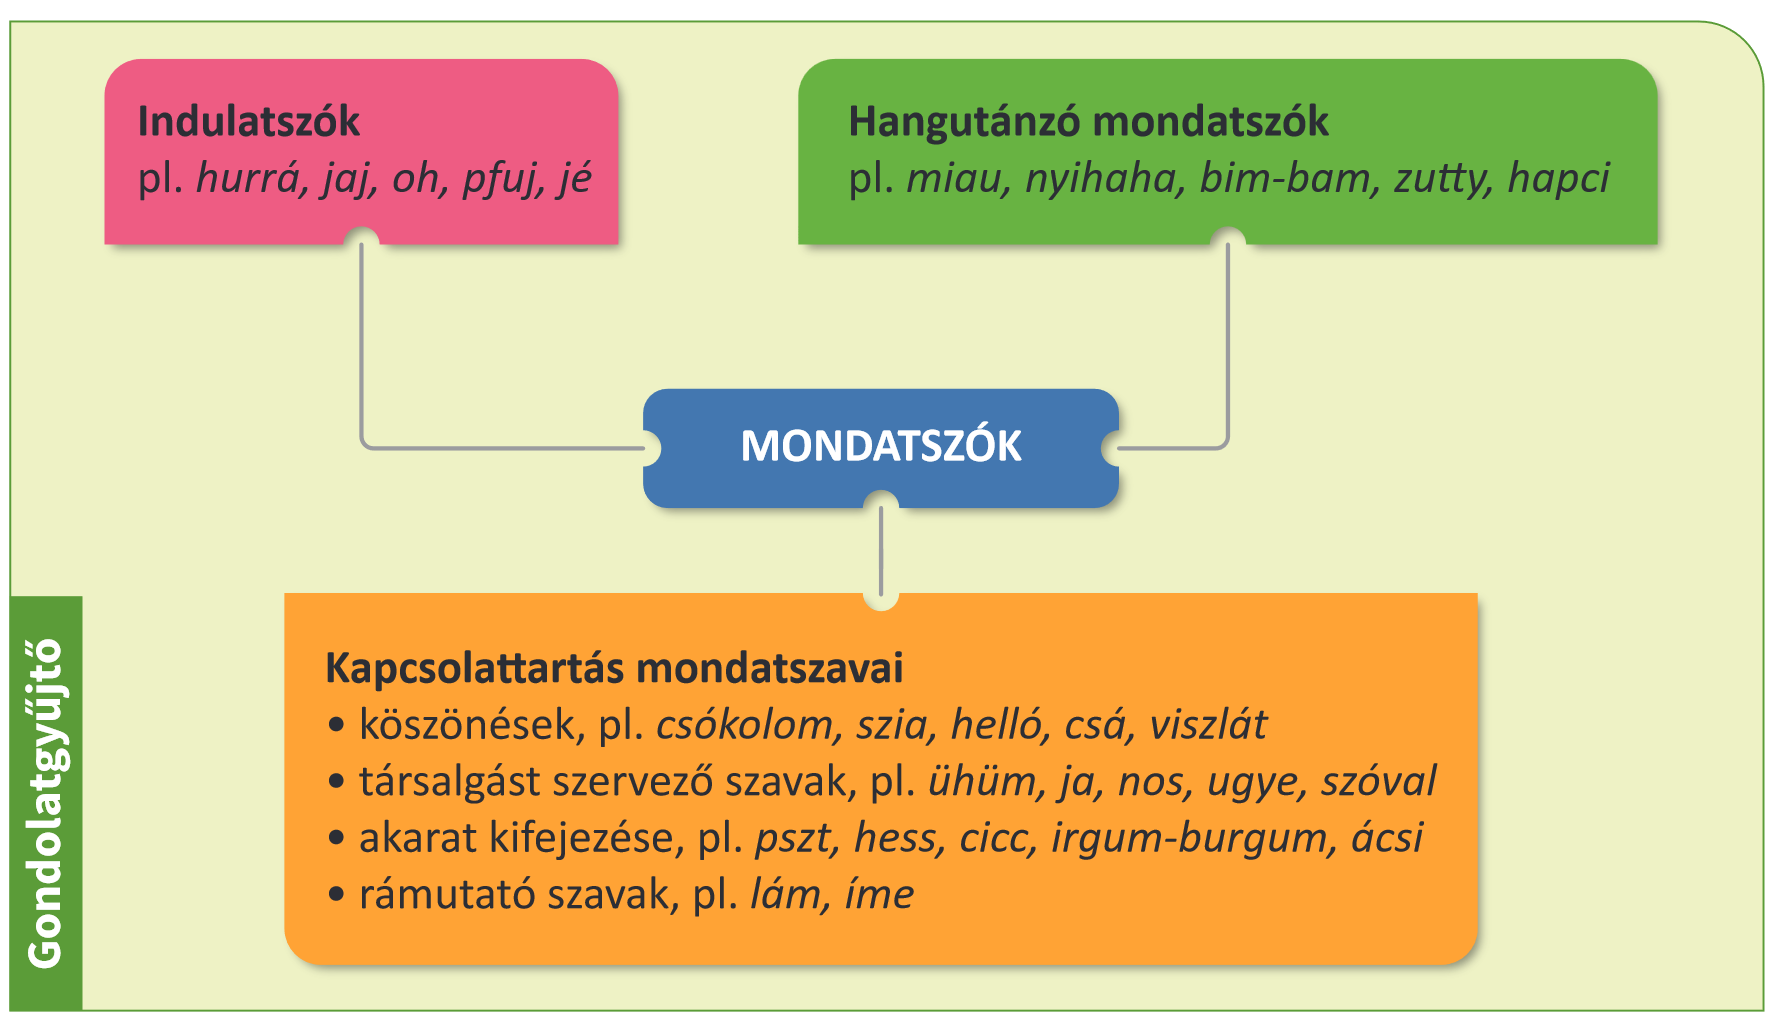 Indulatszók
pl. hurrá, jaj, oh, pfuj, jé
Hangutánzó mondatszók
pl. miau, nyihaha, bim-bam, zutty, hapci
MONDATSZÓK
Kapcsolattartás mondatszavai
• köszönések, pl. csókolom, szia, helló, csá, viszlát
• társalgást szervező szavak, pl. ühüm, ja, nos, ugye, szóval
• akarat kifejezése, pl. pszt, hess, cicc, irgum-burgum, ácsi
• rámutató szavak, pl. lám, íme
Gondolatgyűjtő